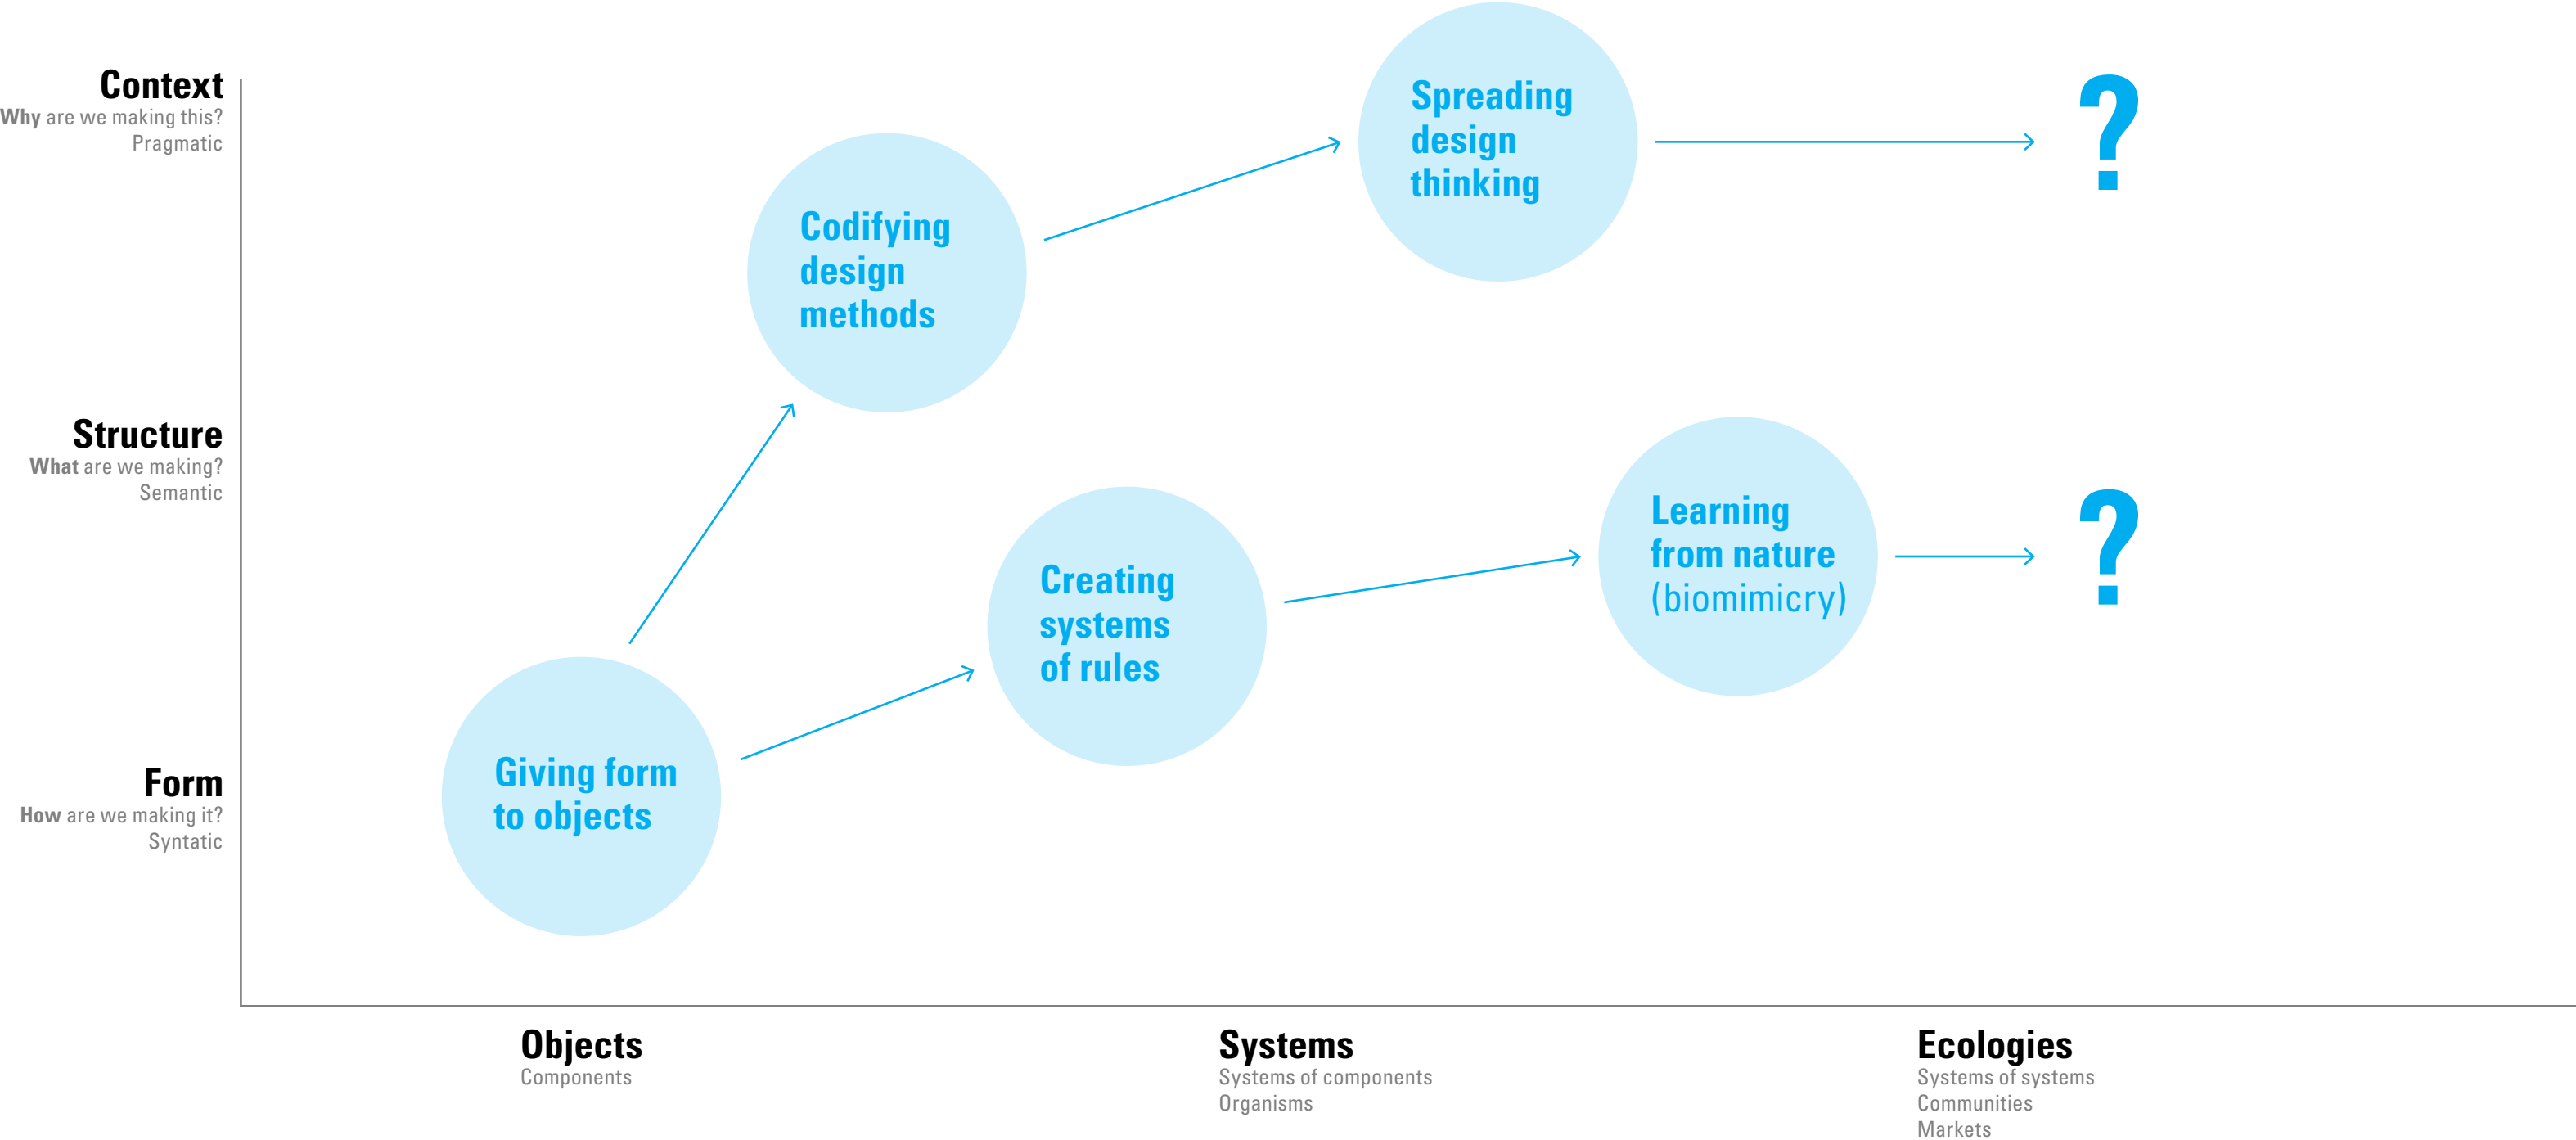 Context
Why are we making this?
Pragmatic
Structure
What are we making?
Semantic
Form
How are we making it?
Syntatic
Spreading
design
thinking
?
Codifying
design
methods
Learning
from nature
(biomimicry)
?
Creating
systems
of rules
Giving form
to objects
Objects
Components
Systems
Systems of components
Organisms
Ecologies
Systems of systems
Communities
Markets